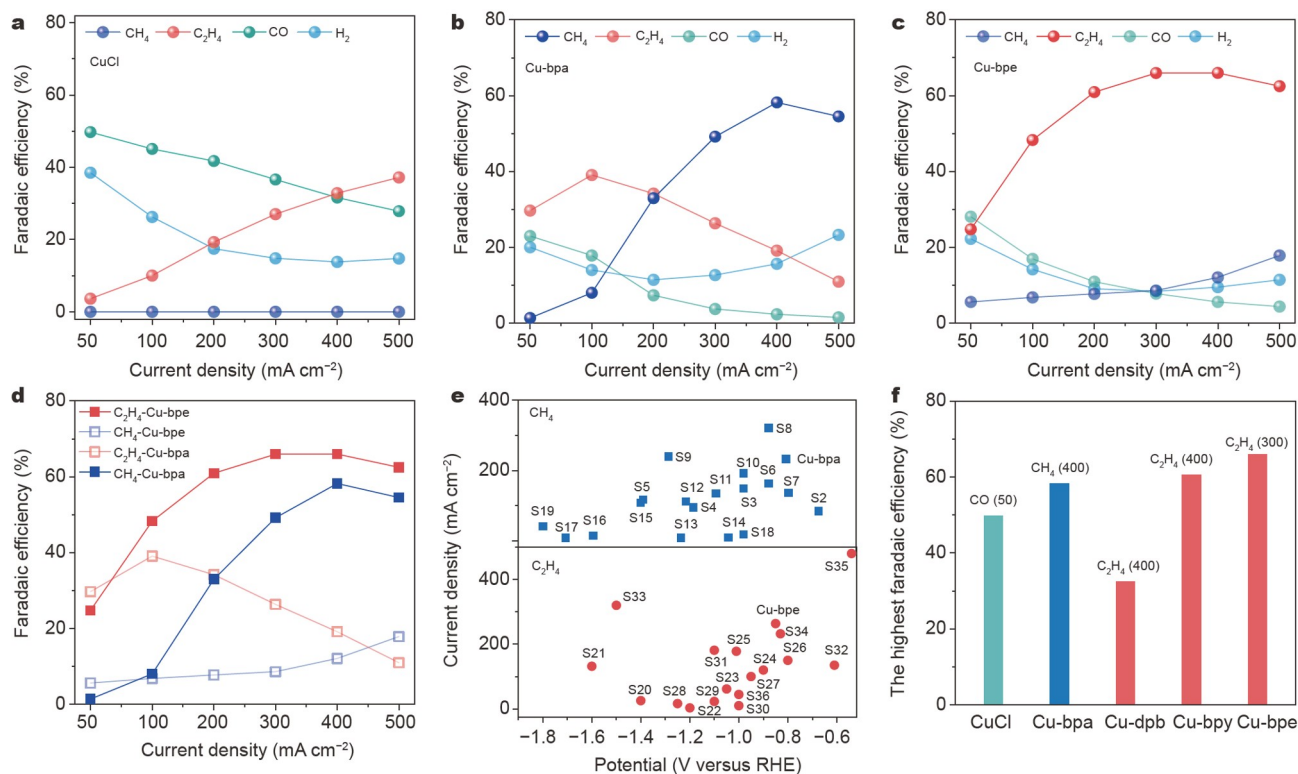 a
80
60
40
20
0
CH₄ C₂H₄ CO H₂
CuCl
Faradaic efficiency (%)
50 100 200 300 400 500
Current density (mA cm⁻²)
b
80
60
40
20
0
CH₄ C₂H₄ CO H₂
Cu-bpa
Faradaic efficiency (%)
50 100 200 300 400 500
Current density (mA cm⁻²)
c
80
60
40
20
0
CH₄ C₂H₄ CO H₂
Cu-bpe
Faradaic efficiency (%)
50 100 200 300 400 500
Current density (mA cm⁻²)
d
80
60
40
20
0
C₂H₄-Cu-bpe
CH₄-Cu-bpe
C₂H₄-Cu-bpa
CH₄-Cu-bpa
Faradaic efficiency (%)
50 100 200 300 400 500
Current density (mA cm⁻²)
e
400
200
CH₄
S8
S9
S10
S6
Cu-bpa
S5
S12
S11
S7
S2
S15
S4
S3
S19
S17
S16
S13
S14
S18
400
200
0
C₂H₄
S35
S33
Cu-bpe
S34
S21
S25
S26
S32
S31
S24
S23
S27
S20
S28
S29
S36
S22
S30
Current density (mA cm⁻²)
−1.8 −1.6 −1.4 −1.2 −1.0 −0.8 −0.6
Potential (V versus RHE)
f
80
60
40
20
0
CO (50)
CH₄ (400)
C₂H₄ (400)
C₂H₄ (400)
C₂H₄ (300)
The highest faradaic efficiency (%)
CuCl Cu-bpa Cu-dpb Cu-bpy Cu-bpe